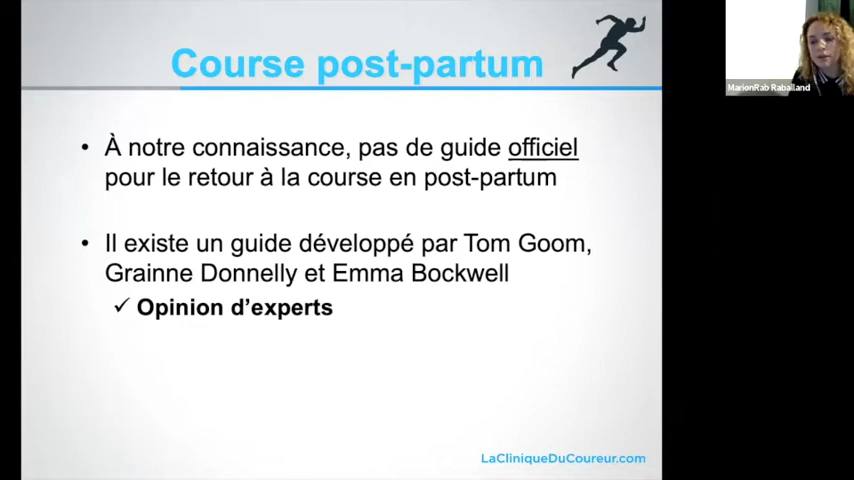 Course post-partum
MarionRab Raballand
• À notre connaissance, pas de guide officiel
pour le retour à la course en post-partum
• Il existe un guide développé par Tom Goom,
Grainne Donnelly et Emma Bockwell
✓ Opinion d'experts
LaCliniqueDuCoureur.com